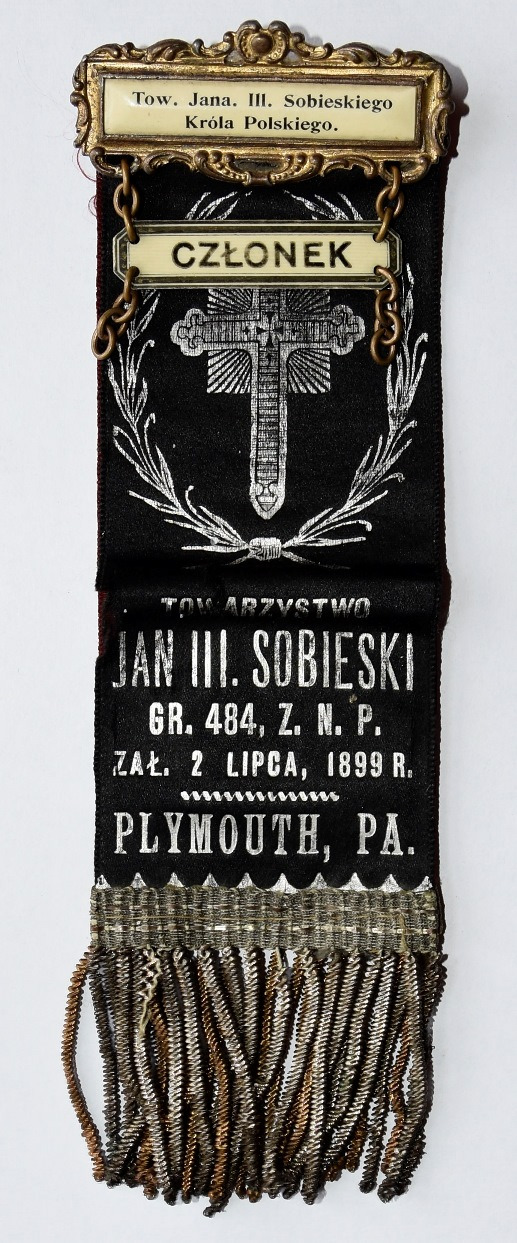 Tow. Jana. III. Sobieskiego
Króla Polskiego.
CZŁONEK
TOWARZYSTWO
JAN III. SOBIESKI
GR. 484, Z. N. P.
ZAŁ. 2 LIPCA, 1899 R.
PLYMOUTH, PA.